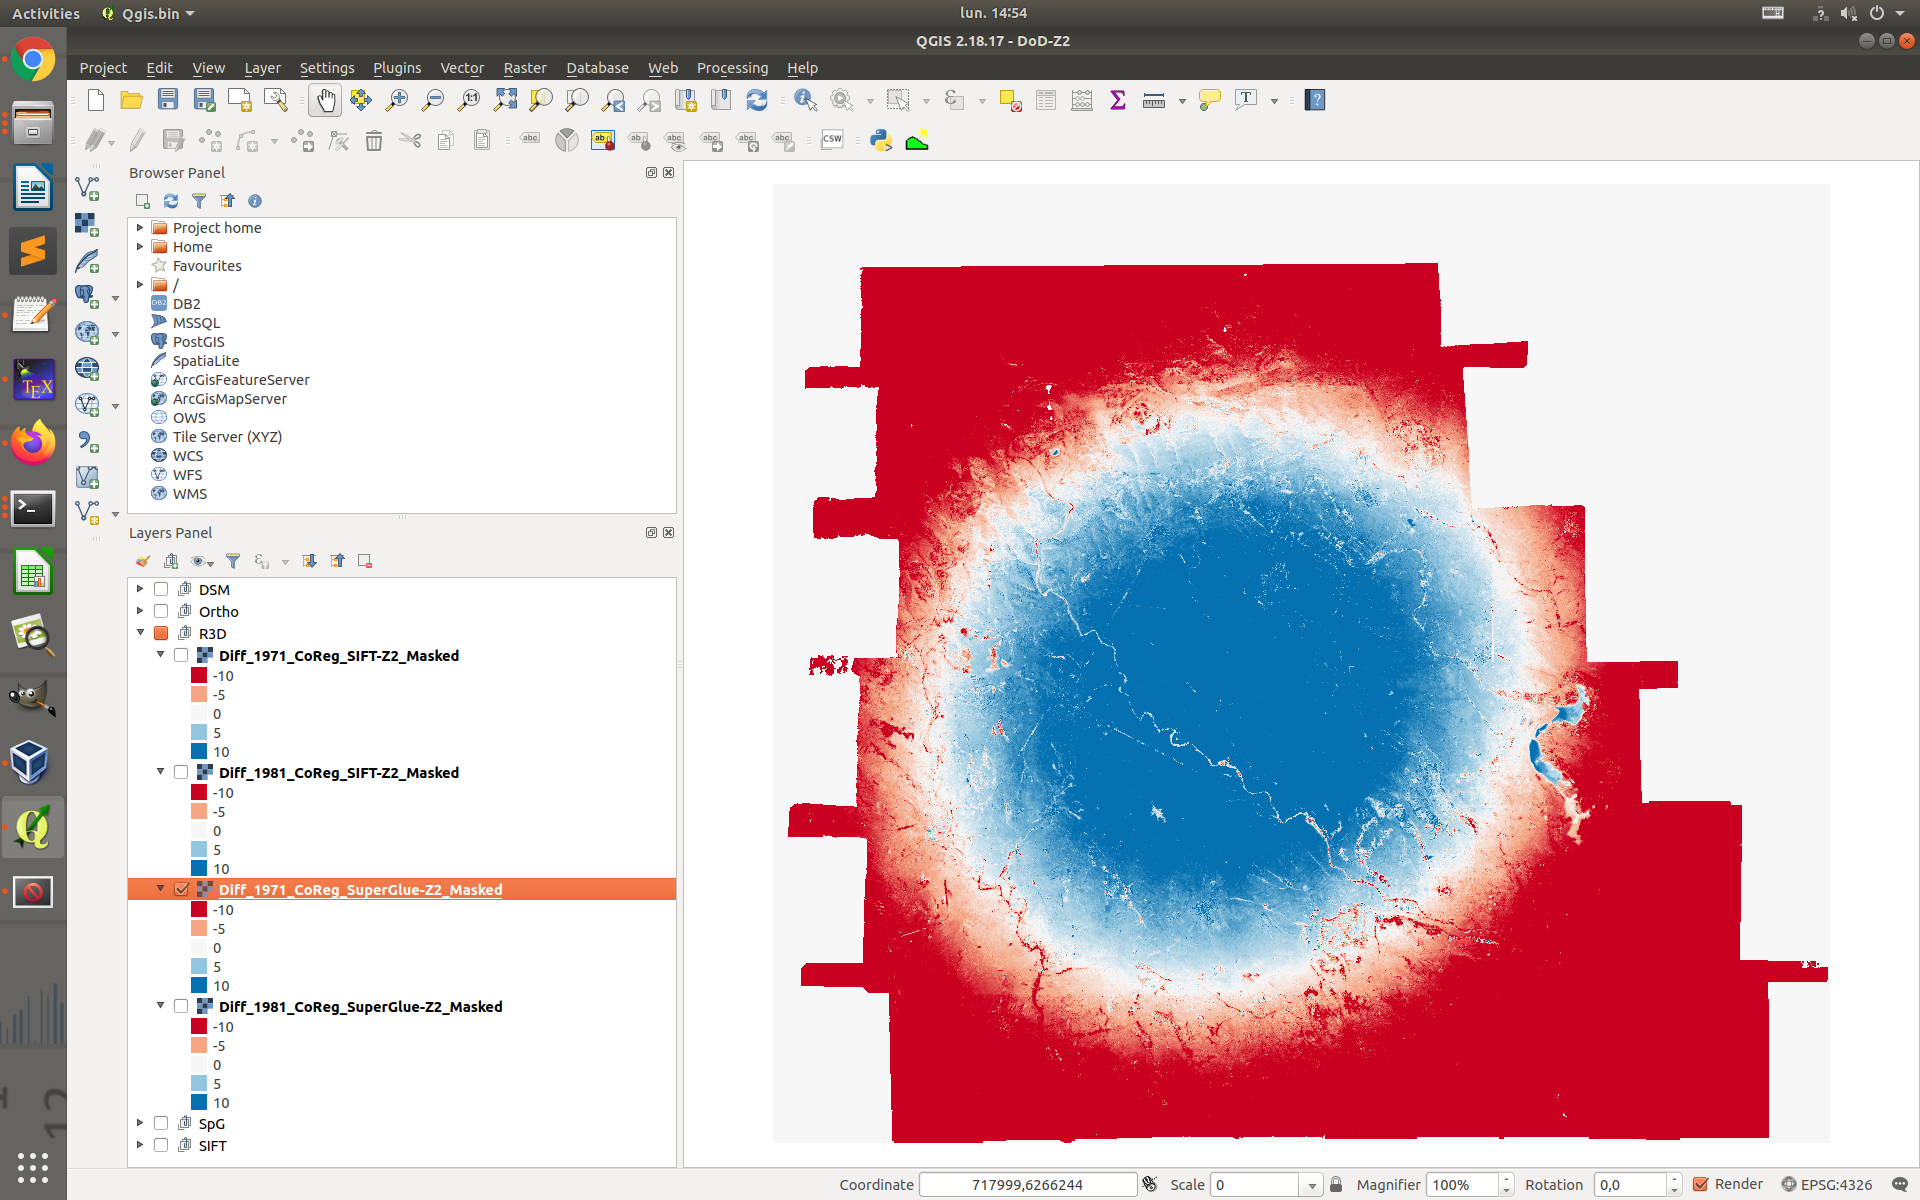 Activities Qgis.bin lun. 14:54
QGIS 2.18.17 - DoD-Z2
Project Edit View Layer Settings Plugins Vector Raster Database Web Processing Help
Browser Panel
Project home
Home
Favourites
/
DB2
MSSQL
PostGIS
SpatiaLite
ArcGisFeatureServer
ArcGisMapServer
OWS
Tile Server (XYZ)
WCS
WFS
WMS
Layers Panel
DSM
Ortho
R3D
Diff_1971_CoReg_SIFT-Z2_Masked
-10
-5
0
5
10
Diff_1981_CoReg_SIFT-Z2_Masked
-10
-5
0
5
10
Diff_1971_CoReg_SuperGlue-Z2_Masked
-10
-5
0
5
10
Diff_1981_CoReg_SuperGlue-Z2_Masked
-10
-5
0
5
10
SpG
SIFT
Coordinate 717999,6266244 Scale 0 Magnifier 100% Rotation 0,0 Render EPSG:4326